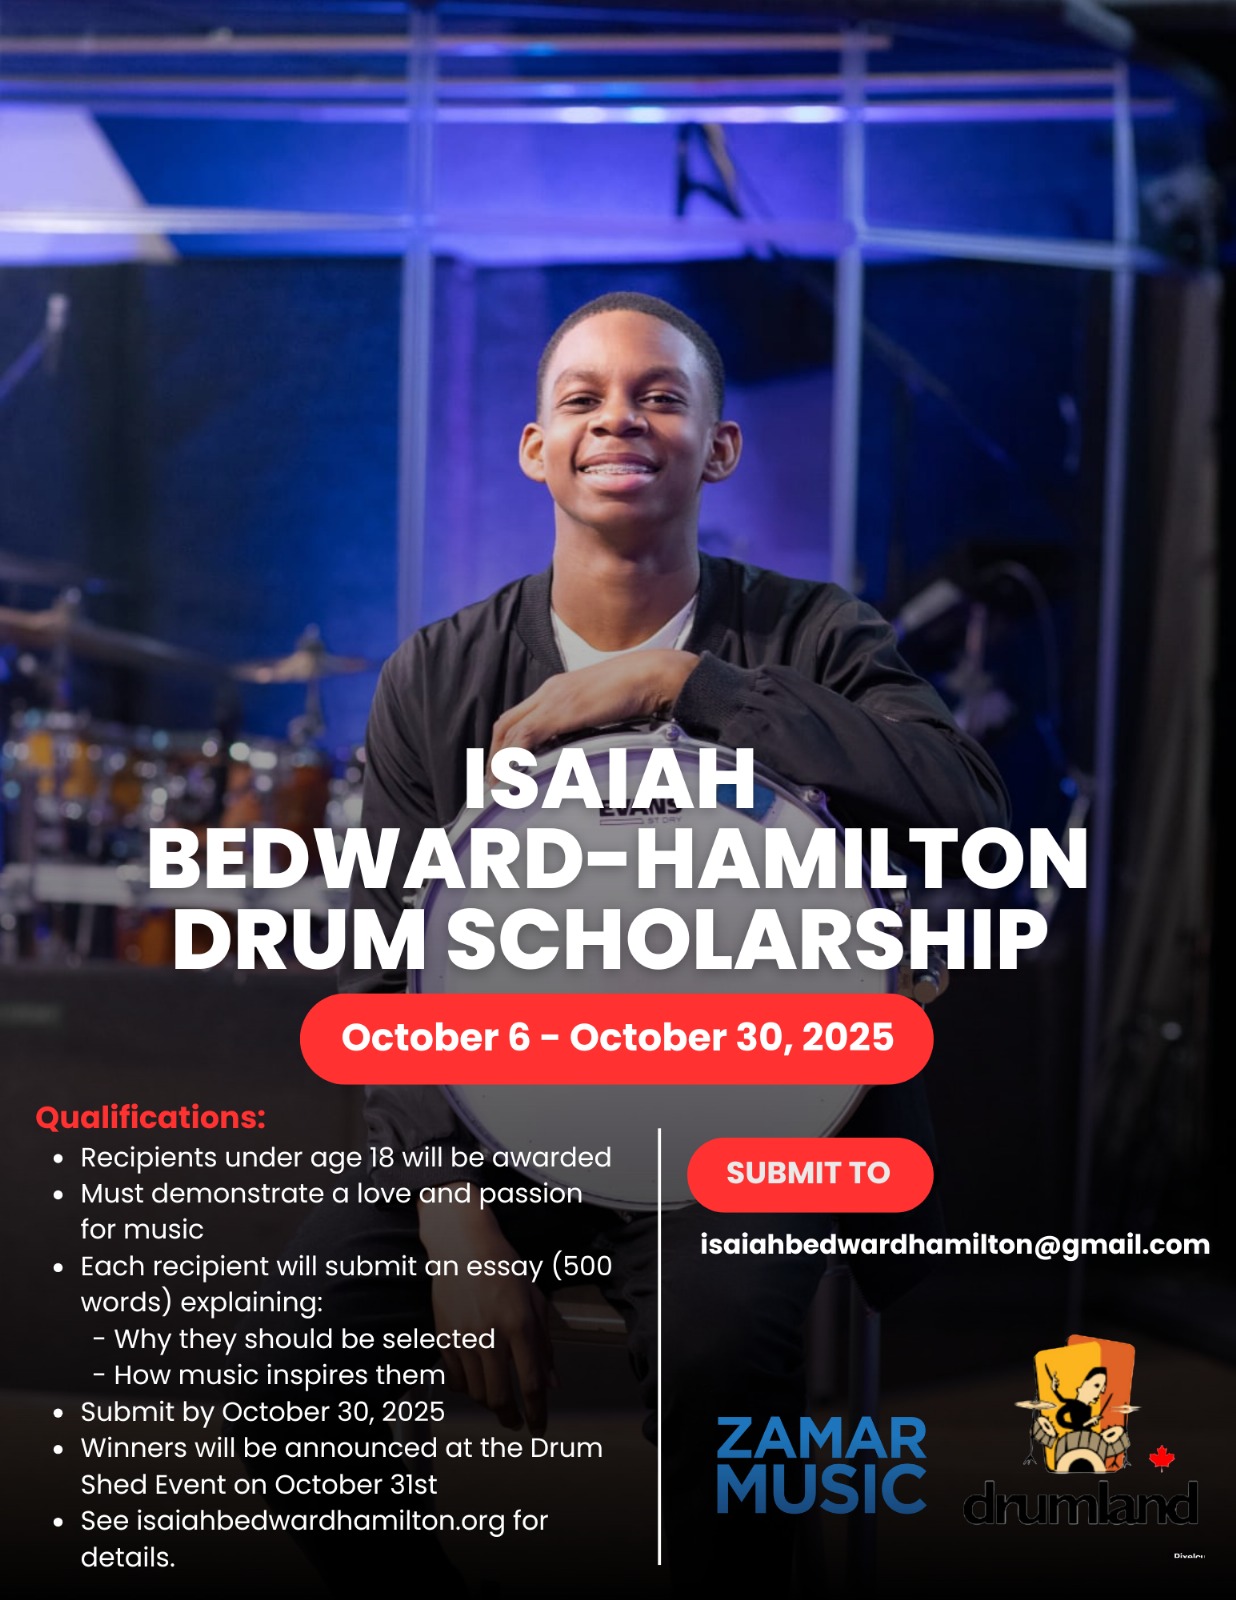 ISAIAH
EVANS
ST DRY
BEDWARD-HAMILTON
DRUM SCHOLARSHIP
October 6 - October 30, 2025
Qualifications:
• Recipients under age 18 will be awarded
• Must demonstrate a love and passion
for music
• Each recipient will submit an essay (500
words) explaining:
- Why they should be selected
- How music inspires them
• Submit by October 30, 2025
• Winners will be announced at the Drum
Shed Event on October 31st
• See isaiahbedwardhamilton.org for
details.
SUBMIT TO
isaiahbedwardhamilton@gmail.com
ZAMAR
MUSIC
drumland